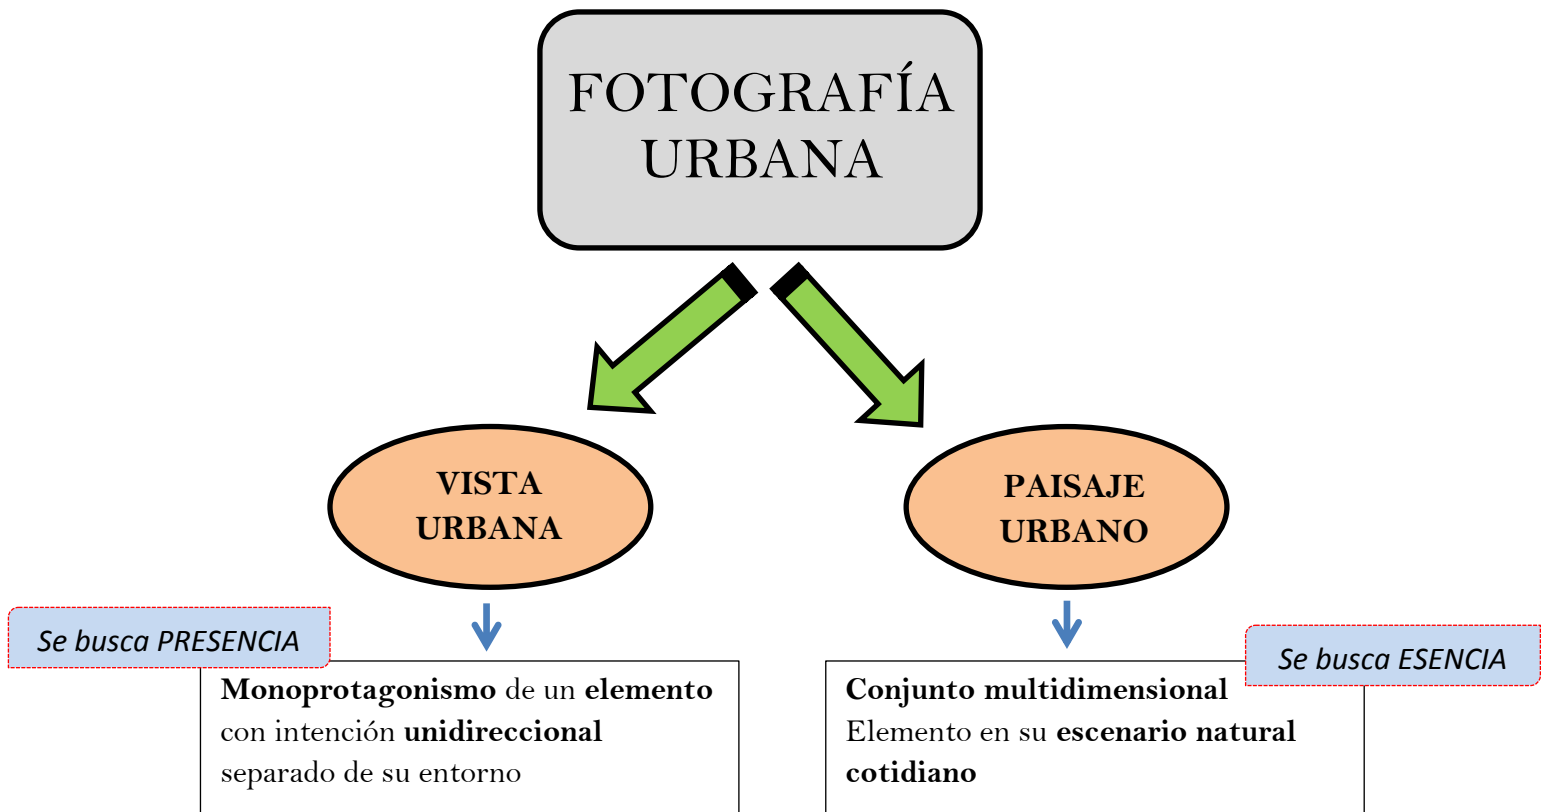 FOTOGRAFÍA
URBANA
VISTA
URBANA
PAISAJE
URBANO
Se busca PRESENCIA
Monoprotagonismo de un elemento
con intención unidireccional
separado de su entorno
Se busca ESENCIA
Conjunto multidimensional
Elemento en su escenario natural
cotidiano